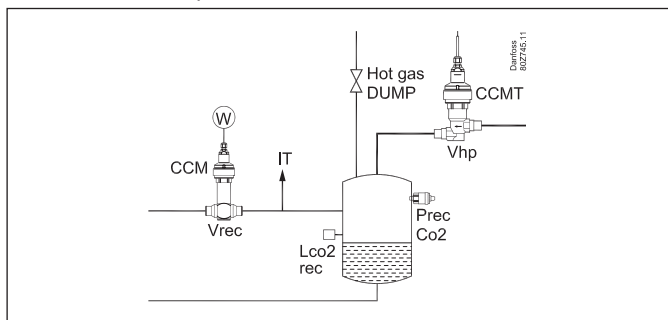 Danfoss
80Z745.11
Hot gas
DUMP
CCMT
W
CCM
IT
Vhp
Vrec
Prec
Co2
Lco2
rec